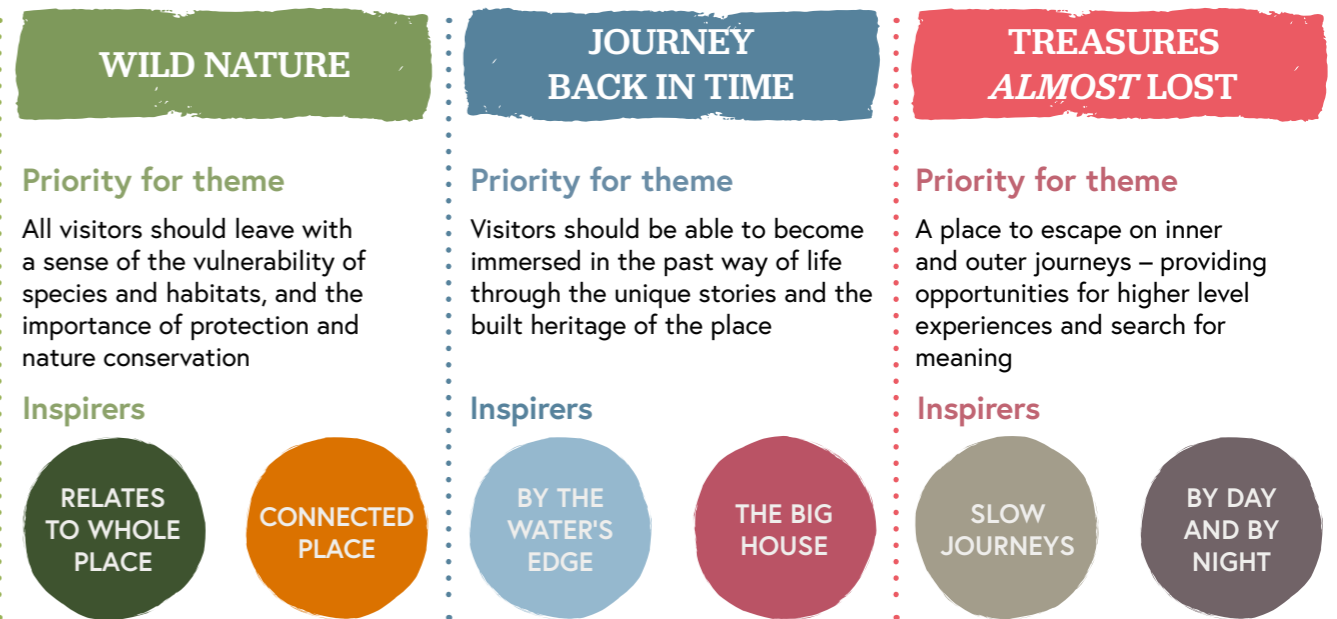 WILD NATURE
Priority for theme
All visitors should leave with
a sense of the vulnerability of
species and habitats, and the
importance of protection and
nature conservation
Inspirers
RELATES
TO WHOLE
PLACE
CONNECTED
PLACE
JOURNEY
BACK IN TIME
Priority for theme
Visitors should be able to become
immersed in the past way of life
through the unique stories and the
built heritage of the place
Inspirers
BY THE
WATER'S
EDGE
THE BIG
HOUSE
TREASURES
ALMOST LOST
Priority for theme
A place to escape on inner
and outer journeys – providing
opportunities for higher level
experiences and search for
meaning
Inspirers
SLOW
JOURNEYS
BY DAY
AND BY
NIGHT